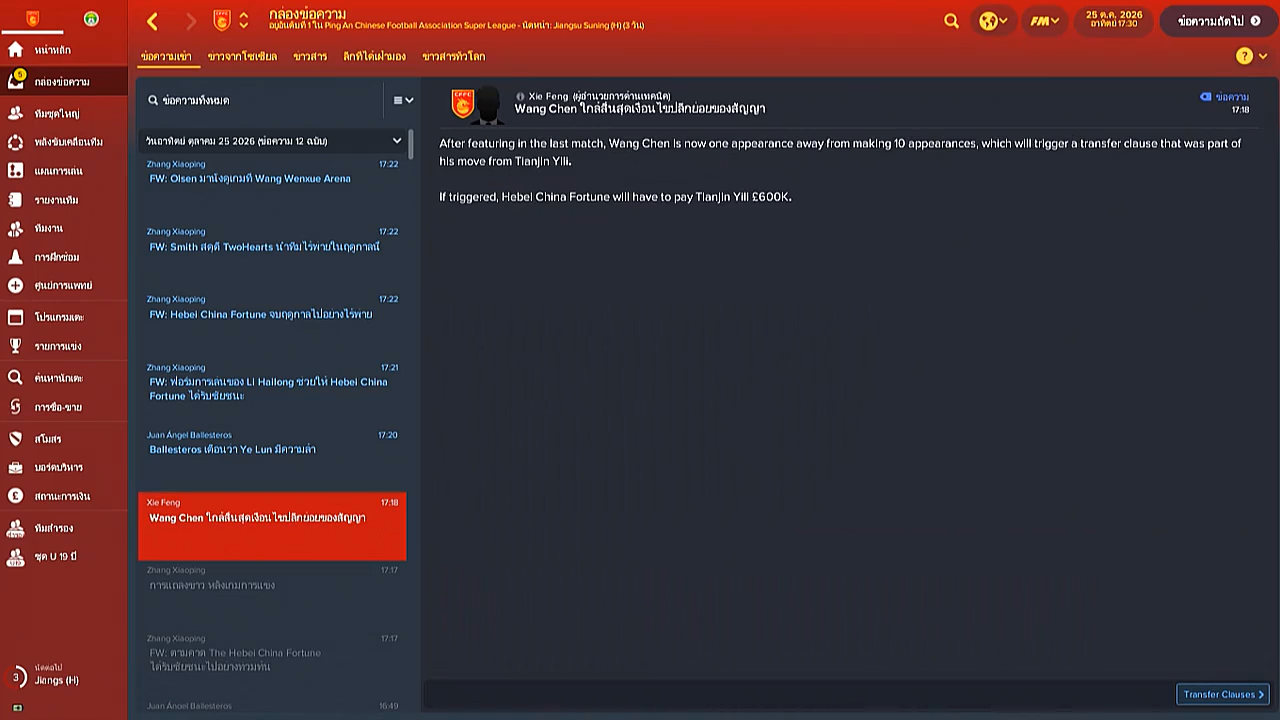 กล่องข้อความ
อยู่อันดับที่ 1 ใน Ping An Chinese Football Association Super League - นัดหน้า: Jiangsu Suning (H) (3 วัน)
FM
25 ต.ค. 2026
อาทิตย์ 17:30
ข้อความถัดไป
ข้อความเข้า
ข่าวจากโซเชียล
ข่าวสาร
ลีกที่ได้เฝ้ามอง
ข่าวสารทั่วโลก
?
หน้าหลัก
5
กล่องข้อความ
ทีมชุดใหญ่
พลังขับเคลื่อนทีม
แผนการเล่น
รายงานทีม
ทีมงาน
การฝึกซ้อม
ศูนย์การแพทย์
โปรแกรมเตะ
รายการแข่ง
ค้นหานักเตะ
การซื้อ-ขาย
สโมสร
บอร์ดบริหาร
สถานะการเงิน
ทีมสำรอง
ชุด U 19 ปี
3
นัดต่อไป
Jiangs (H)
ข้อความทั้งหมด
วันอาทิตย์ ตุลาคม 25 2026 (ข้อความ 12 ฉบับ)
Zhang Xiaoping 17:22
FW: Olsen มานั่งดูเกมที่ Wang Wenxue Arena
Zhang Xiaoping 17:22
FW: Smith สดุดี TwoHearts นำทีมไร้พ่ายในฤดูกาลนี้
Zhang Xiaoping 17:22
FW: Hebei China Fortune จบฤดูกาลไปอย่างไร้พ่าย
Zhang Xiaoping 17:21
FW: ฟอร์มการเล่นของ Li Hailong ช่วยให้ Hebei China
Fortune ได้รับชัยชนะ
Juan Ángel Ballesteros 17:20
Ballesteros เตือนว่า Ye Lun มีความล้า
Xie Feng 17:18
Wang Chen ใกล้สิ้นสุดเงื่อนไขปลีกย่อยของสัญญา
Zhang Xiaoping 17:17
การแถลงข่าว หลังเกมการแข่ง
Zhang Xiaoping 17:17
FW: ตามคาด The Hebei China Fortune
ได้รับชัยชนะไปอย่างท่วมท้น
Juan Ángel Ballesteros 16:49
Xie Feng (ผู้อำนวยการด้านเทคนิค)
Wang Chen ใกล้สิ้นสุดเงื่อนไขปลีกย่อยของสัญญา
ข้อความ
17:18
After featuring in the last match, Wang Chen is now one appearance away from making 10 appearances, which will trigger a transfer clause that was part of
his move from Tianjin Yili.
If triggered, Hebei China Fortune will have to pay Tianjin Yili £600K.
Transfer Clauses